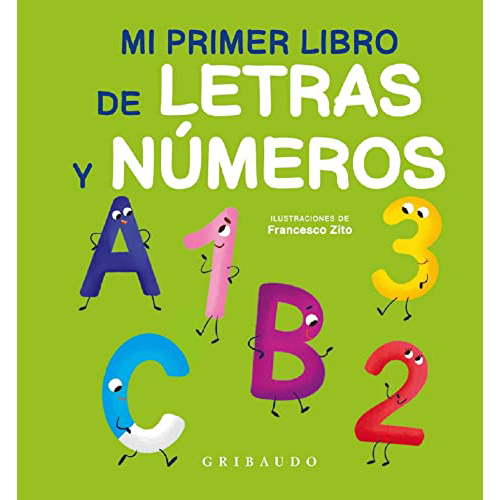 MI PRIMER LIBRO
DE LETRAS
Y NÚMEROS
ILUSTRACIONES DE
Francesco Zito
A 1 3
B
C 2
GRIBAUDO